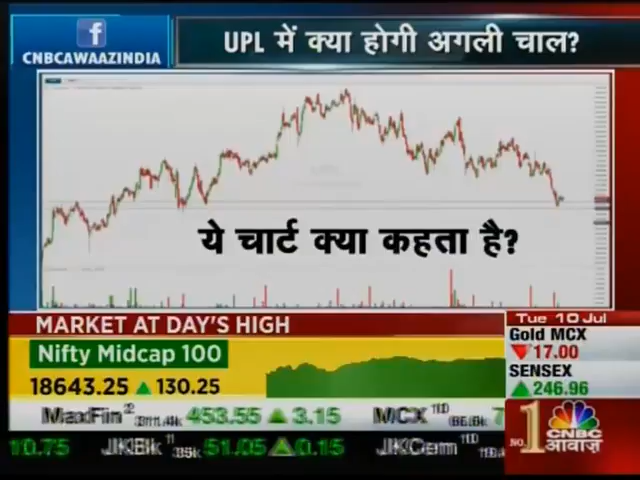 f
CNBCAWAAZINDIA
UPL में क्या होगी अगली चाल?
ये चार्ट क्या कहता है?
MARKET AT DAY'S HIGH
Nifty Midcap 100
18643.25 ▲ 130.25
Tue 10 Jul
Gold MCX
▼ 17.00
SENSEX
▲ 246.96
MaxFin 453.55 ▲ 3.15 MCX
10.75 JKBk 51.05 ▲ 0.15 JKCem
NO.1 CNBC
आवाज़